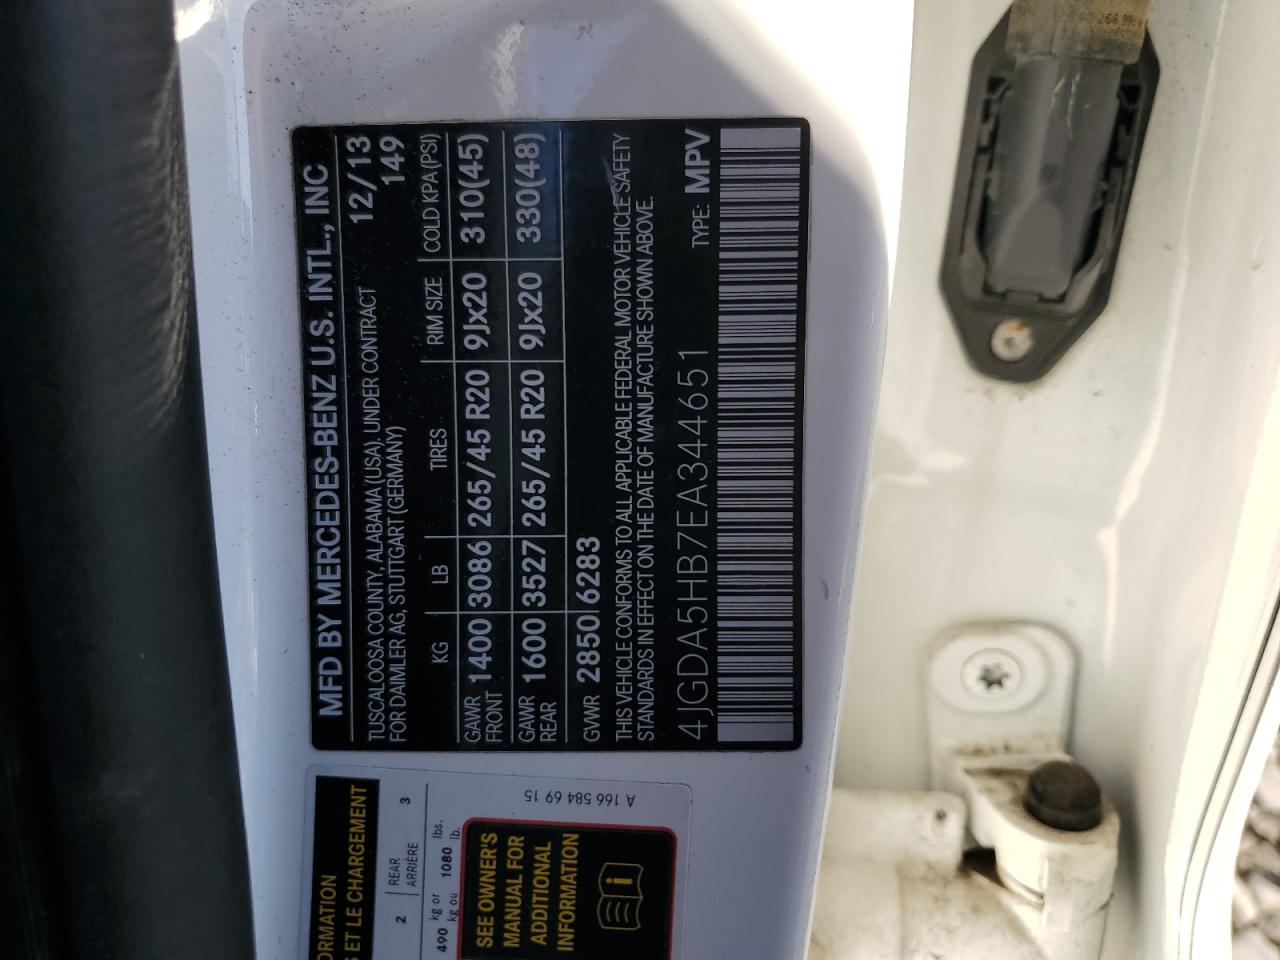 MFD BY MERCEDES-BENZ U.S. INTL., INC
TUSCALOOSA COUNTY, ALABAMA (USA). UNDER CONTRACT 12/13
FOR DAIMLER AG, STUTTGART (GERMANY) 149
KG LB TIRES RIM SIZE COLD KPA (PSI)
GAWR FRONT 1400 3086 265/45 R20 9Jx20 310(45)
GAWR REAR 1600 3527 265/45 R20 9Jx20 330(48)
GVWR 2850 6283
THIS VEHICLE CONFORMS TO ALL APPLICABLE FEDERAL MOTOR VEHICLE SAFETY
STANDARDS IN EFFECT ON THE DATE OF MANUFACTURE SHOWN ABOVE.
4JGDA5HB7EA344651 TYPE: MPV
ET LE CHARGEMENT
2 REAR ARRIÈRE 3
490 kg or lbs.
kg ou 1080 lb.
SEE OWNER'S
MANUAL FOR
ADDITIONAL
INFORMATION
A 166 584 69 15